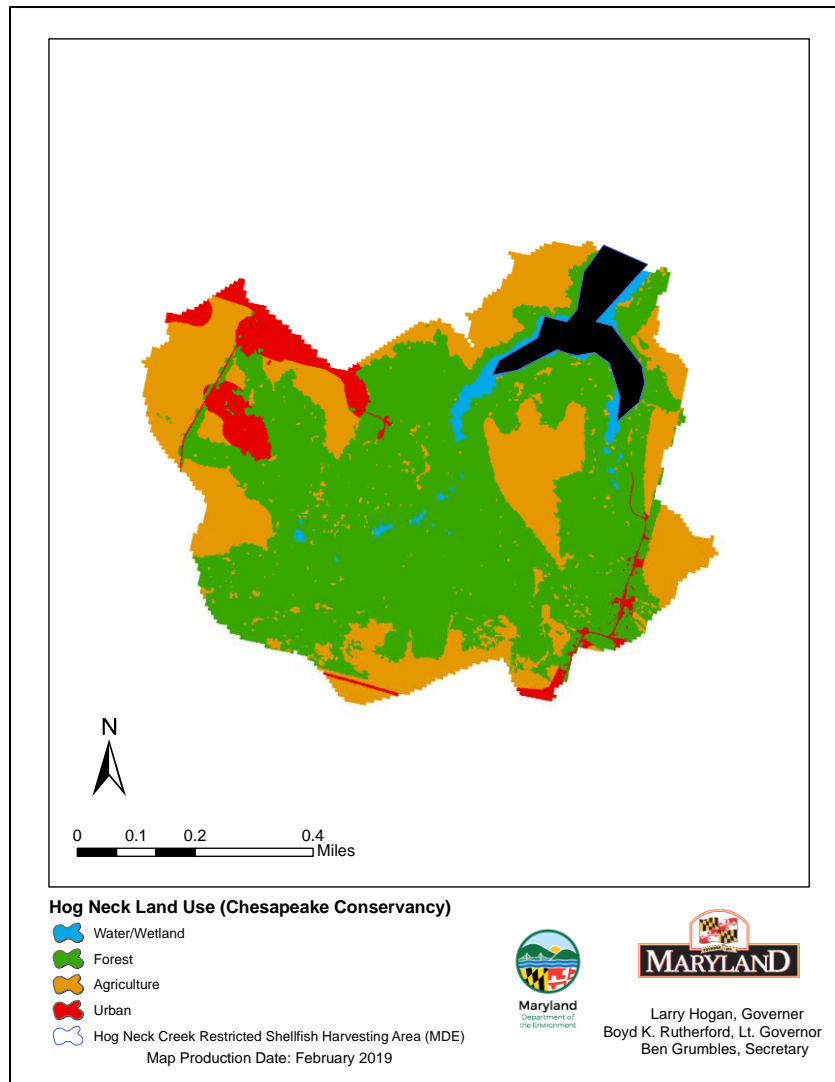 N
0 0.1 0.2 0.4
Miles
Hog Neck Land Use (Chesapeake Conservancy)
Water/Wetland
Forest
Agriculture
Urban
Hog Neck Creek Restricted Shellfish Harvesting Area (MDE)
Map Production Date: February 2019
Maryland
Department of
the Environment
MARYLAND
Larry Hogan, Governer
Boyd K. Rutherford, Lt. Governor
Ben Grumbles, Secretary